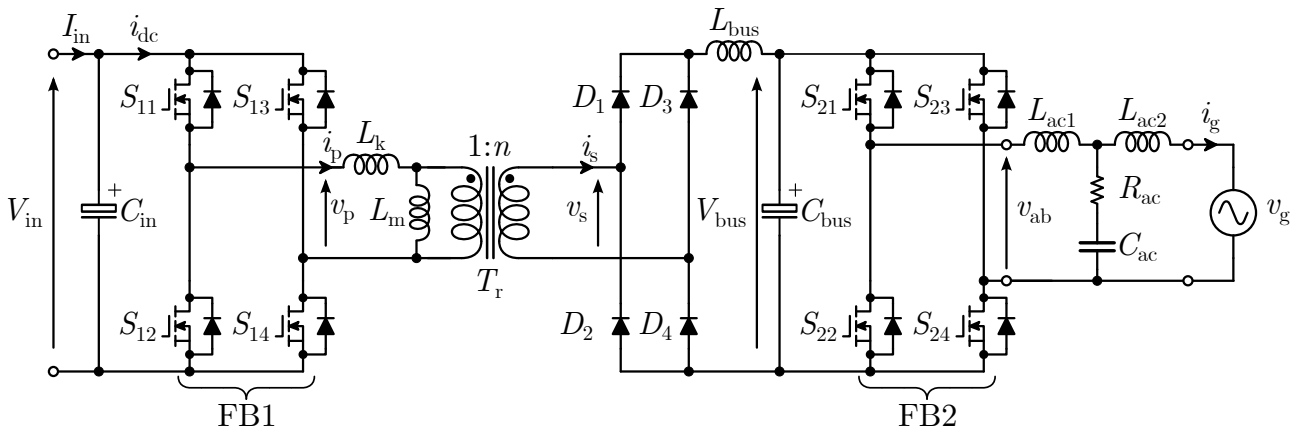 I_in
i_dc
L_bus
S_11
S_13
D_1
D_3
S_21
S_23
L_ac1
L_ac2
i_g
i_p
L_k
1:n
i_s
V_in
+
C_in
v_p
L_m
v_s
V_bus
+
C_bus
v_ab
R_ac
C_ac
v_g
T_r
S_12
S_14
D_2
D_4
S_22
S_24
FB1
FB2